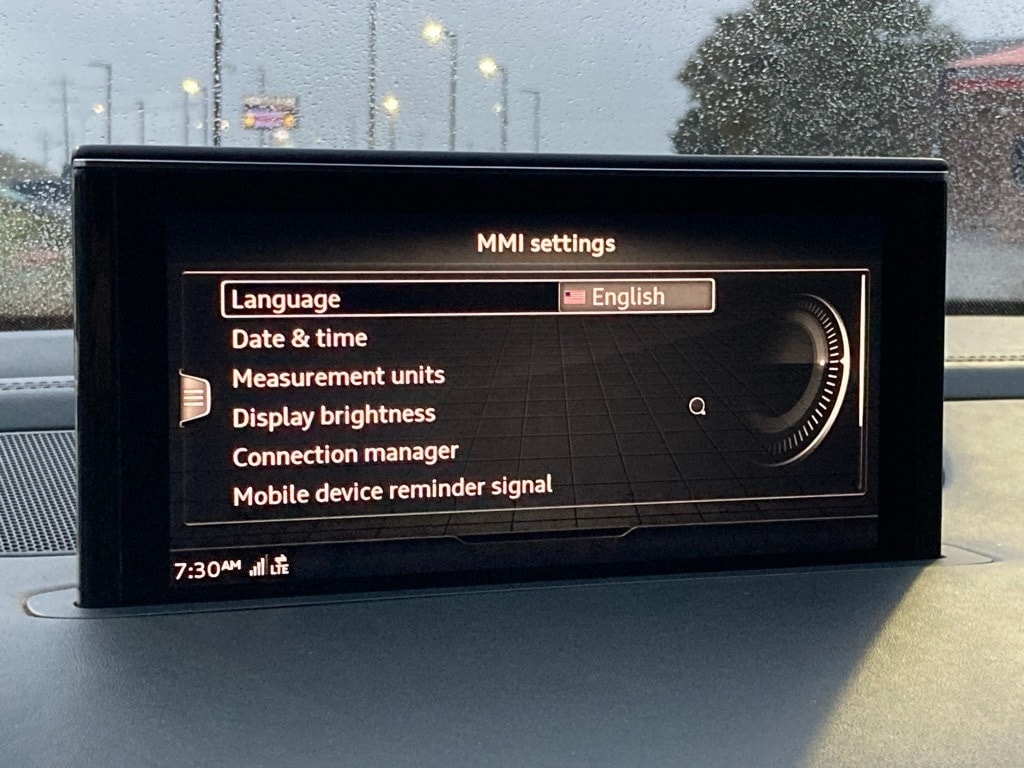 MMI settings
Language English
Date & time
Measurement units
Display brightness
Connection manager
Mobile device reminder signal
7:30AM LTE